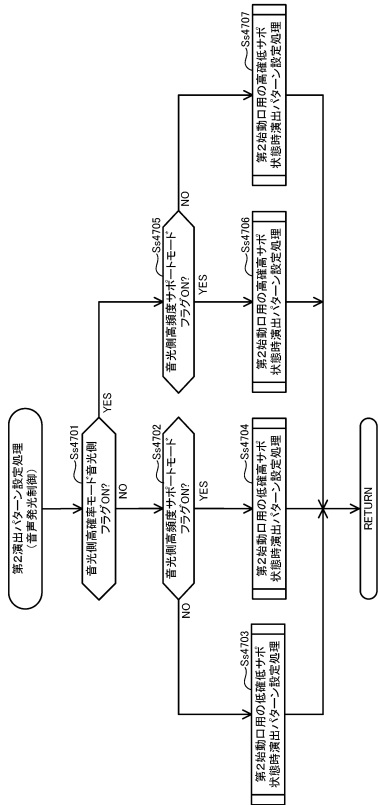 第2演出パターン設定処理
（音声発光制御）
Ss4701
音光側高確率モード音光側
フラグON?
YES
NO
Ss4702
音光側高頻度サポートモード
フラグON?
NO
YES
Ss4705
音光側高頻度サポートモード
フラグON?
NO
YES
Ss4703
第2始動口用の低確低サポ
状態時演出パターン設定処理
Ss4704
第2始動口用の低確高サポ
状態時演出パターン設定処理
Ss4706
第2始動口用の高確高サポ
状態時演出パターン設定処理
Ss4707
第2始動口用の高確低サポ
状態時演出パターン設定処理
RETURN